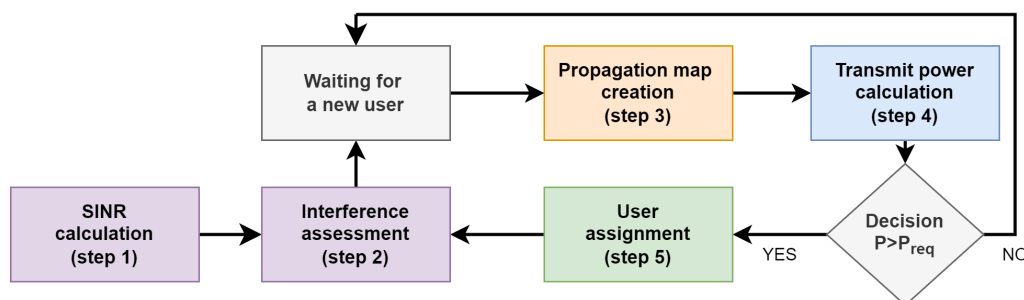 Waiting for
a new user
Propagation map
creation
(step 3)
Transmit power
calculation
(step 4)
SINR
calculation
(step 1)
Interference
assessment
(step 2)
User
assignment
(step 5)
YES
Decision
P>Preq
NO